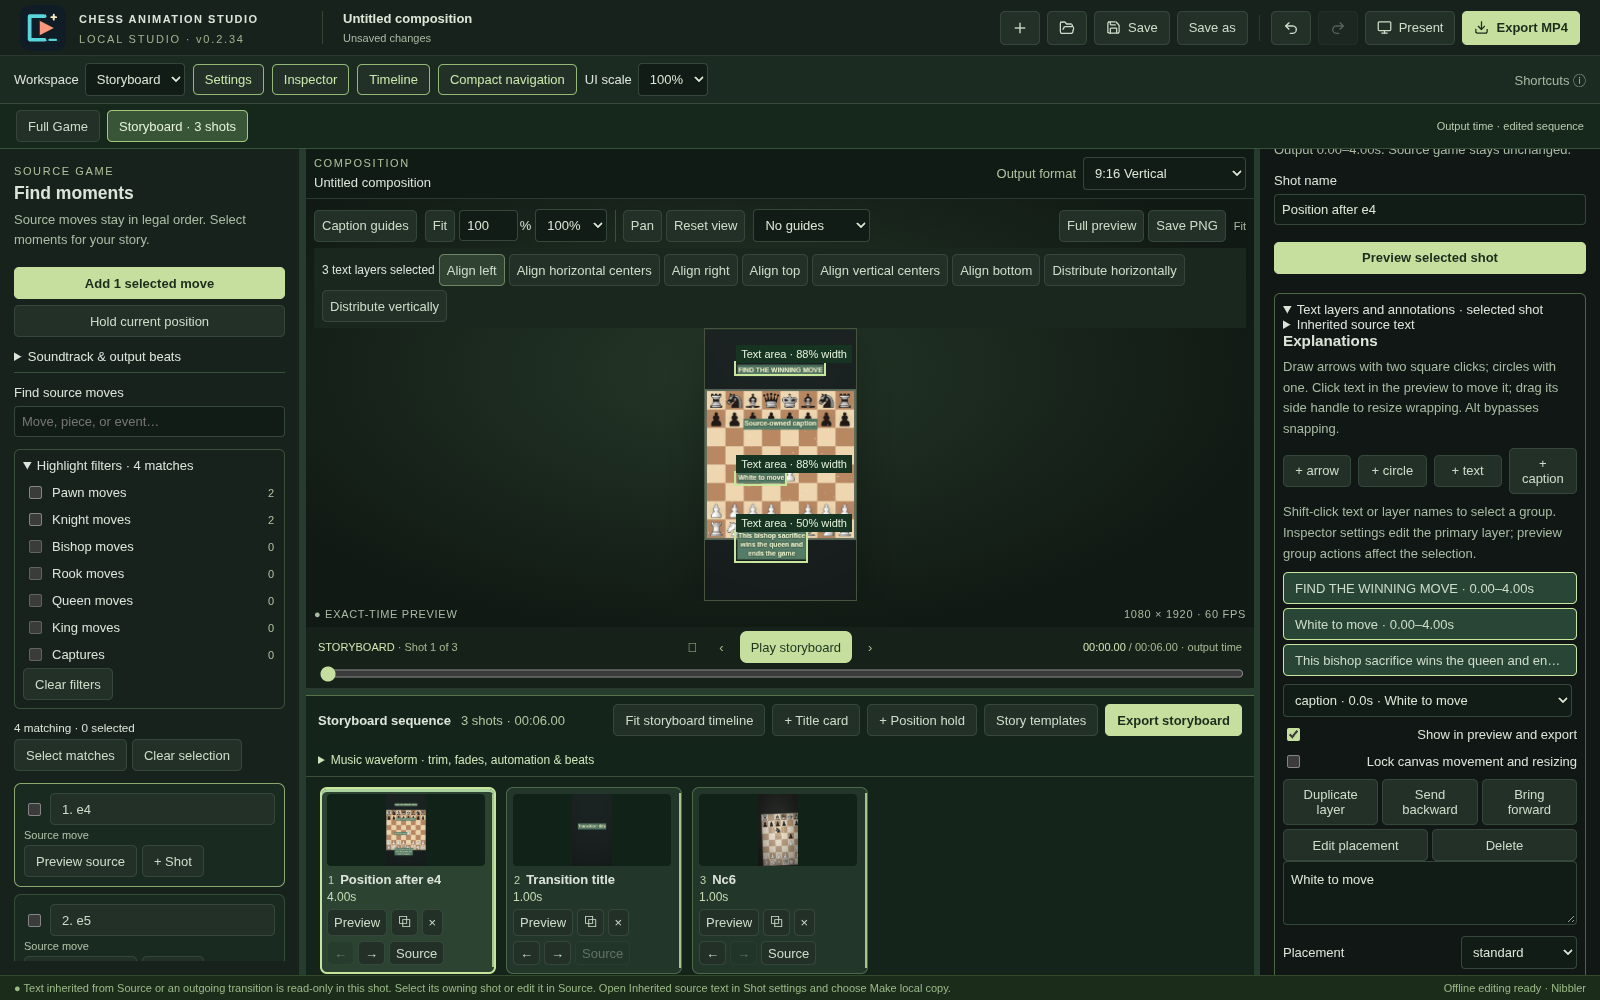 CHESS ANIMATION STUDIO
LOCAL STUDIO · v0.2.34
Untitled composition
Unsaved changes
Save
Save as
Present
Export MP4
Workspace
Storyboard
Settings
Inspector
Timeline
Compact navigation
UI scale
100%
Shortcuts ⓘ
Full Game
Storyboard · 3 shots
Output time · edited sequence
SOURCE GAME
Find moments
Source moves stay in legal order. Select
moments for your story.
Add 1 selected move
Hold current position
Soundtrack & output beats
Find source moves
Move, piece, or event…
Highlight filters · 4 matches
Pawn moves 2
Knight moves 2
Bishop moves 0
Rook moves 0
Queen moves 0
King moves 0
Captures 0
Clear filters
4 matching · 0 selected
Select matches
Clear selection
1. e4
Source move
Preview source
+ Shot
2. e5
Source move
COMPOSITION
Untitled composition
Output format
9:16 Vertical
Caption guides
Fit
100
%
100%
Pan
Reset view
No guides
Full preview
Save PNG
Fit
3 text layers selected
Align left
Align horizontal centers
Align right
Align top
Align vertical centers
Align bottom
Distribute horizontally
Distribute vertically
Text area · 88% width
FIND THE WINNING MOVE
Source-owned caption
Text area · 88% width
White to move
Text area · 50% width
This bishop sacrifice
wins the queen and
ends the game
● EXACT-TIME PREVIEW
1080 × 1920 · 60 FPS
STORYBOARD · Shot 1 of 3
‹
Play storyboard
›
00:00.00 / 00:06.00 · output time
Storyboard sequence
3 shots · 00:06.00
Fit storyboard timeline
+ Title card
+ Position hold
Story templates
Export storyboard
Music waveform · trim, fades, automation & beats
1 Position after e4
4.00s
Preview
×
←
→
Source
2 Transition title
1.00s
Preview
×
←
→
Source
3 Nc6
1.00s
Preview
×
←
→
Source
Output 0.00–4.00s. Source game stays unchanged.
Shot name
Position after e4
Preview selected shot
Text layers and annotations · selected shot
Inherited source text
Explanations
Draw arrows with two square clicks; circles with
one. Click text in the preview to move it; drag its
side handle to resize wrapping. Alt bypasses
snapping.
+ arrow
+ circle
+ text
+
caption
Shift-click text or layer names to select a group.
Inspector settings edit the primary layer; preview
group actions affect the selection.
FIND THE WINNING MOVE · 0.00–4.00s
White to move · 0.00–4.00s
This bishop sacrifice wins the queen and en…
caption · 0.0s · White to move
Show in preview and export
Lock canvas movement and resizing
Duplicate
layer
Send
backward
Bring
forward
Edit placement
Delete
White to move
Placement
standard
● Text inherited from Source or an outgoing transition is read-only in this shot. Select its owning shot or edit it in Source. Open Inherited source text in Shot settings and choose Make local copy.
Offline editing ready · Nibbler